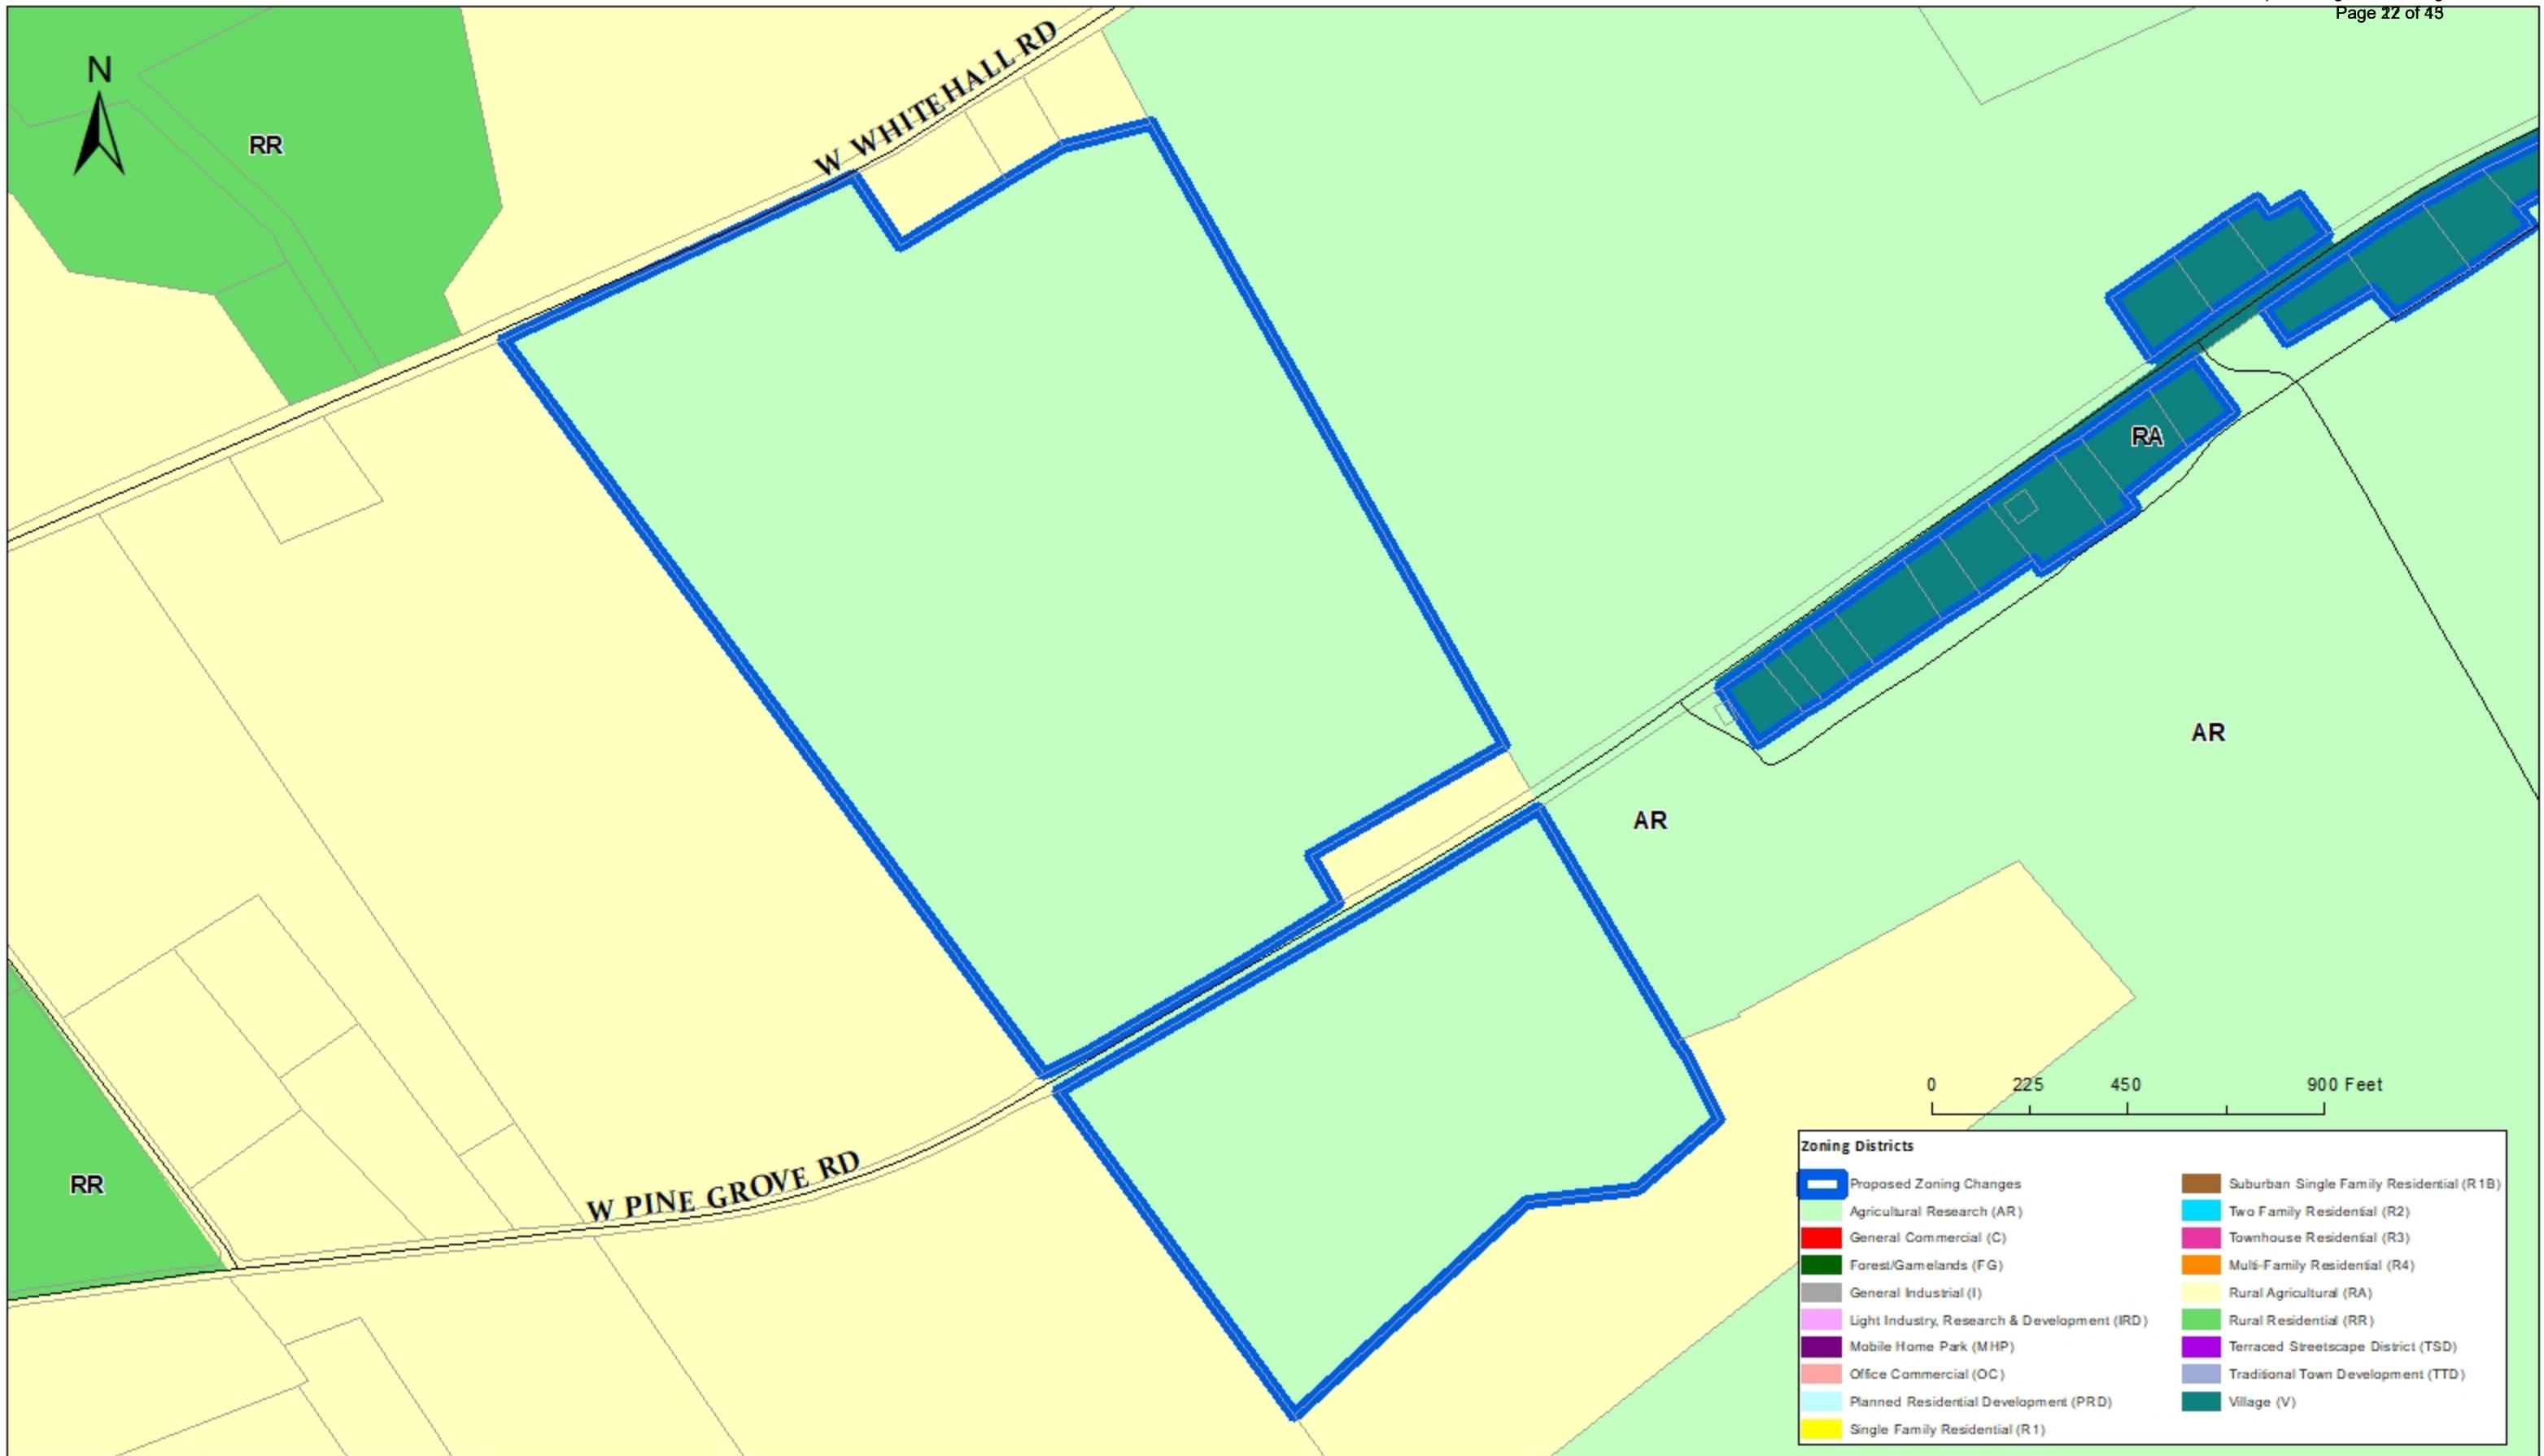 N
RR
W WHITEHALL RD
RA
AR
AR
RR
W PINE GROVE RD
0 225 450 900 Feet
Zoning Districts
Proposed Zoning Changes
Agricultural Research (AR)
General Commercial (C)
Forest/Gamelands (FG)
General Industrial (I)
Light Industry, Research & Development (IRD)
Mobile Home Park (MHP)
Office Commercial (OC)
Planned Residential Development (PRD)
Single Family Residential (R1)
Suburban Single Family Residential (R1B)
Two Family Residential (R2)
Townhouse Residential (R3)
Multi-Family Residential (R4)
Rural Agricultural (RA)
Rural Residential (RR)
Terraced Streetscape District (TSD)
Traditional Town Development (TTD)
Village (V)